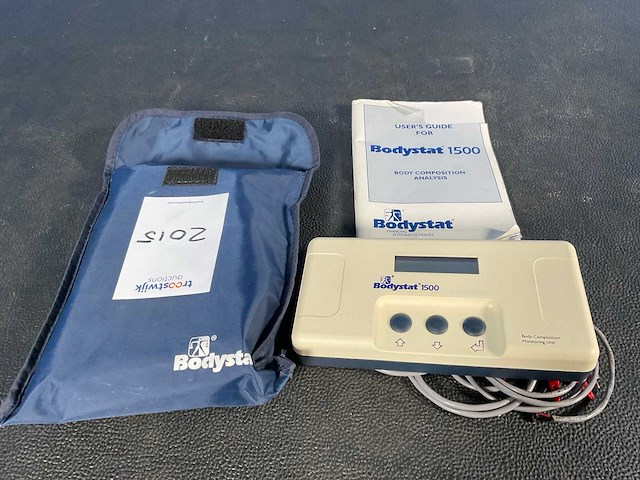 2015
troostwijk
auctions
Bodystat
USER'S GUIDE
FOR
Bodystat 1500
BODY COMPOSITION
ANALYSIS
Bodystat
Bodystat 1500
Body Composition
Monitoring Unit